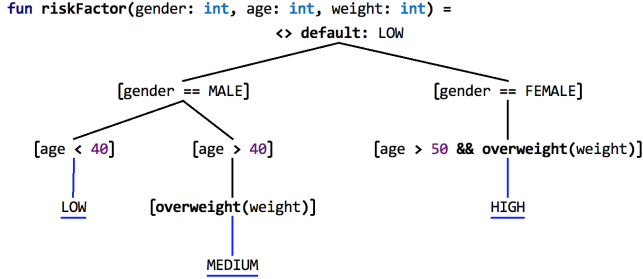 fun riskFactor(gender: int, age: int, weight: int) =
<> default: LOW
[gender == MALE] [gender == FEMALE]
[age < 40] [age > 40] [age > 50 && overweight(weight)]
LOW [overweight(weight)] HIGH
MEDIUM